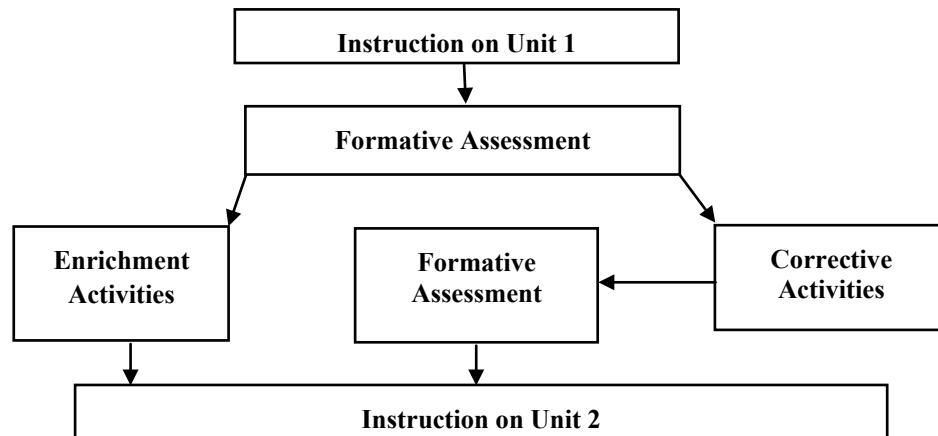 Instruction on Unit 1
Formative Assessment
Enrichment
Activities
Formative
Assessment
Corrective
Activities
Instruction on Unit 2